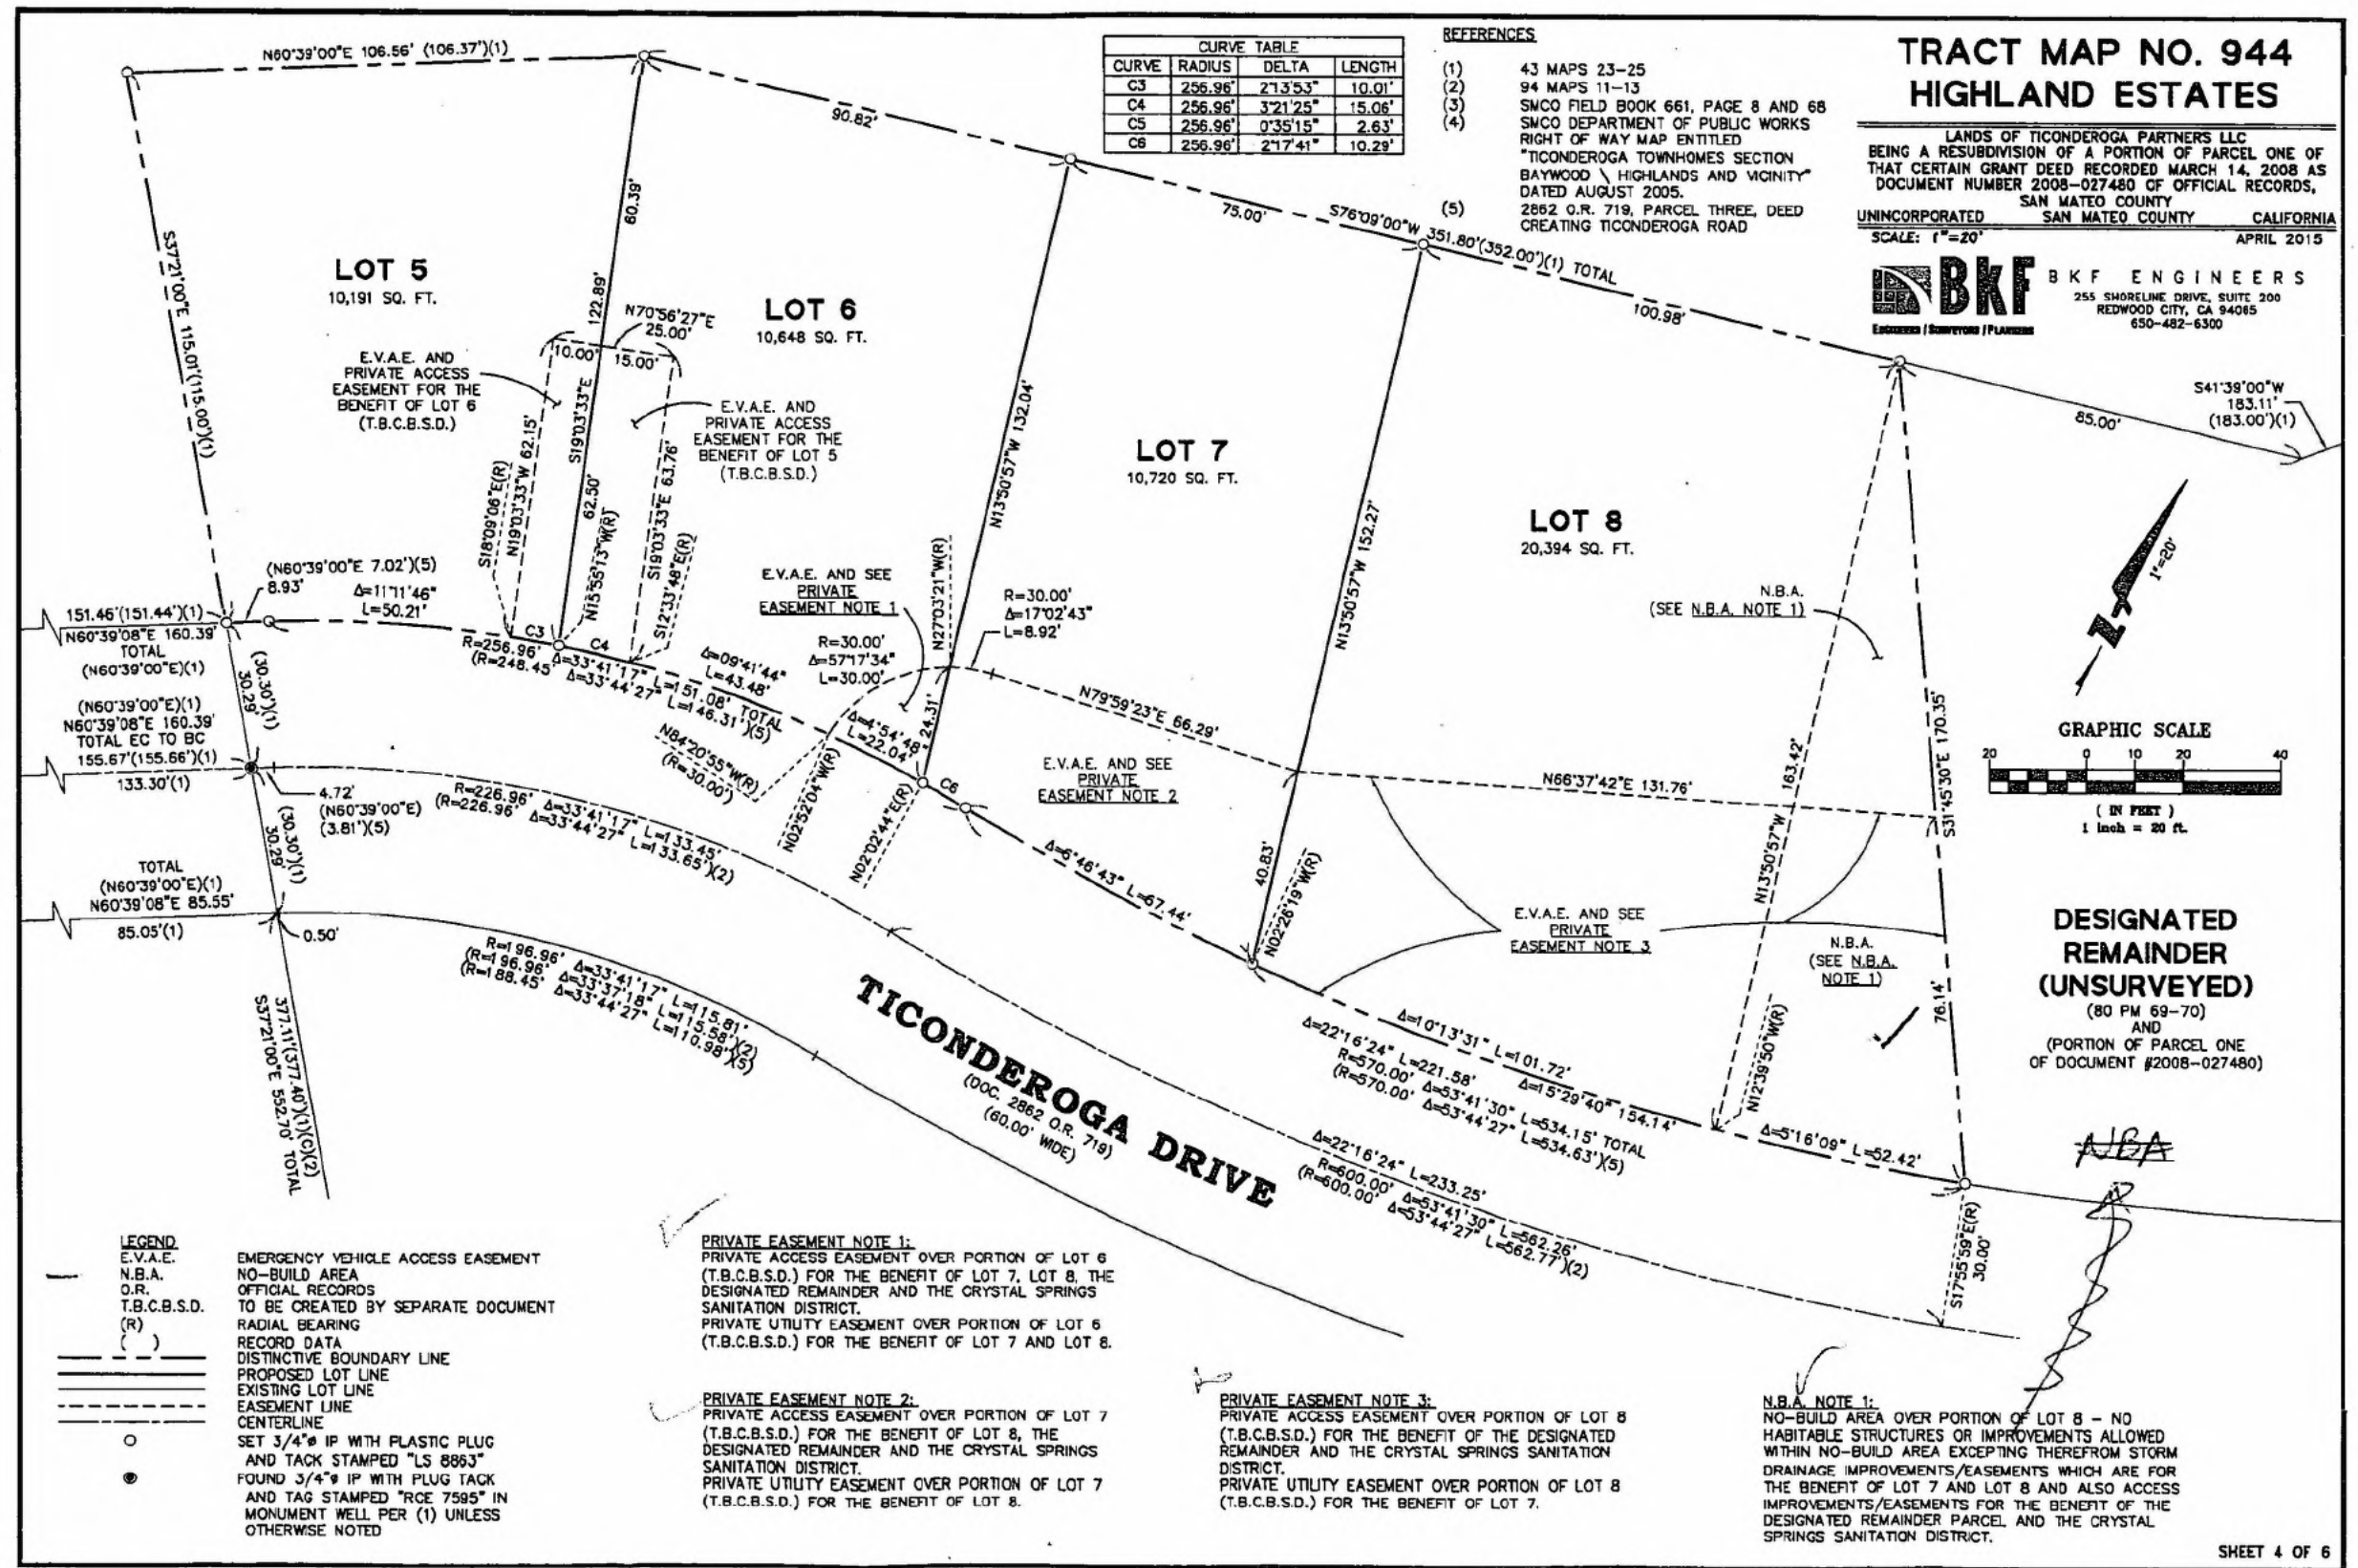 TRACT MAP NO. 944
HIGHLAND ESTATES
LANDS OF TICONDEROGA PARTNERS LLC
BEING A RESUBDIVISION OF A PORTION OF PARCEL ONE OF
THAT CERTAIN GRANT DEED RECORDED MARCH 14, 2008 AS
DOCUMENT NUMBER 2008-027480 OF OFFICIAL RECORDS,
SAN MATEO COUNTY
UNINCORPORATED SAN MATEO COUNTY CALIFORNIA
SCALE: 1"=20' APRIL 2015
BKF
ENGINEERS / SURVEYORS / PLANNERS
BKF ENGINEERS
255 SHORELINE DRIVE, SUITE 200
REDWOOD CITY, CA 94065
650-482-6300
REFERENCES
(1) 43 MAPS 23-25
(2) 94 MAPS 11-13
(3) SMCO FIELD BOOK 661, PAGE 8 AND 68
(4) SMCO DEPARTMENT OF PUBLIC WORKS
RIGHT OF WAY MAP ENTITLED
"TICONDEROGA TOWNHOMES SECTION
BAYWOOD \ HIGHLANDS AND VICINITY"
DATED AUGUST 2005.
(5) 2862 O.R. 719, PARCEL THREE, DEED
CREATING TICONDEROGA ROAD
CURVE TABLE
CURVE RADIUS DELTA LENGTH
C3 256.96' 2°13'53" 10.01'
C4 256.96' 3°21'25" 15.06'
C5 256.96' 0°35'15" 2.63'
C6 256.96' 2°17'41" 10.29'
N60°39'00"E 106.56' (106.37')(1)
90.82'
75.00'
S76°09'00"W 351.80'(352.00')(1) TOTAL
100.98'
85.00'
S41°39'00"W
183.11'
(183.00')(1)
S37°21'00"E 115.01'(115.00')(1)
LOT 5
10,191 SQ. FT.
60.39'
122.89'
LOT 6
10,648 SQ. FT.
N70°56'27"E
25.00'
10.00'
15.00'
E.V.A.E. AND
PRIVATE ACCESS
EASEMENT FOR THE
BENEFIT OF LOT 6
(T.B.C.B.S.D.)
E.V.A.E. AND
PRIVATE ACCESS
EASEMENT FOR THE
BENEFIT OF LOT 5
(T.B.C.B.S.D.)
S18°09'06"E(R)
N19°03'33"W 62.15'
S19°03'33"E
62.50'
N15°55'13"W(R)
S19°03'33"E 63.76'
S12°33'48"E(R)
N13°50'57"W 132.04'
LOT 7
10,720 SQ. FT.
N13°50'57"W 152.27'
LOT 8
20,394 SQ. FT.
N.B.A.
(SEE N.B.A. NOTE 1)
1"=20'
N
(N60°39'00"E 7.02')(5)
8.93'
Δ=11°11'46"
L=50.21'
151.46'(151.44')(1)
N60°39'08"E 160.39'
TOTAL
(N60°39'00"E)(1)
(30.30')(1)
30.29'
C3
C4
R=256.96' Δ=33°41'17" L=151.08' TOTAL
(R=248.45' Δ=33°44'27" L=146.31')(5)
Δ=09°41'44"
L=43.48'
E.V.A.E. AND SEE
PRIVATE
EASEMENT NOTE 1
R=30.00'
Δ=57°17'34"
L=30.00'
N27°03'21"W(R)
R=30.00'
Δ=17°02'43"
L=8.92'
24.31'
Δ=4°54'48"
L=22.04'
N84°20'55"W(R)
(R=30.00')
N02°52'04"W(R)
N02°02'44"E(R)
C6
N79°59'23"E 66.29'
E.V.A.E. AND SEE
PRIVATE
EASEMENT NOTE 2
N66°37'42"E 131.76'
163.42'
N13°50'57"W
S31°45'30"E 170.35'
GRAPHIC SCALE
20 0 10 20 40
( IN FEET )
1 inch = 20 ft.
(N60°39'00"E)(1)
N60°39'08"E 160.39'
TOTAL EC TO BC
155.67'(155.66')(1)
133.30'(1)
4.72'
(N60°39'00"E)
(3.81')(5)
(30.30')(1)
30.29'
R=226.96' Δ=33°41'17" L=133.45'
(R=226.96' Δ=33°44'27" L=133.65')(2)
Δ=6°46'43" L=67.44'
40.83'
N02°26'19"W(R)
E.V.A.E. AND SEE
PRIVATE
EASEMENT NOTE 3
N.B.A.
(SEE N.B.A.
NOTE 1)
76.14'
DESIGNATED
REMAINDER
(UNSURVEYED)
(80 PM 69-70)
AND
(PORTION OF PARCEL ONE
OF DOCUMENT #2008-027480)
NBA
TOTAL
(N60°39'00"E)(1)
N60°39'08"E 85.55'
85.05'(1)
0.50'
R=196.96' Δ=33°41'17" L=115.81'
(R=196.96' Δ=33°37'18" L=115.58')(2)
(R=188.45' Δ=33°44'27" L=110.98')(5)
377.11'(377.40')(1)(C)(2)
S37°21'00"E 552.70' TOTAL
TICONDEROGA DRIVE
(DOC. 2862 O.R. 719)
(60.00' WIDE)
Δ=10°13'31" L=101.72'
Δ=22°16'24" L=221.58'
Δ=15°29'40" 154.14'
R=570.00' Δ=53°41'30" L=534.15' TOTAL
(R=570.00' Δ=53°44'27" L=534.63')(5)
N12°39'50"W(R)
Δ=5°16'09" L=52.42'
Δ=22°16'24" L=233.25'
R=600.00' Δ=53°41'30" L=562.26'
(R=600.00' Δ=53°44'27" L=562.77')(2)
S17°55'59"E(R)
30.00'
LEGEND
E.V.A.E. EMERGENCY VEHICLE ACCESS EASEMENT
N.B.A. NO-BUILD AREA
O.R. OFFICIAL RECORDS
T.B.C.B.S.D. TO BE CREATED BY SEPARATE DOCUMENT
(R) RADIAL BEARING
( ) RECORD DATA
DISTINCTIVE BOUNDARY LINE
PROPOSED LOT LINE
EXISTING LOT LINE
EASEMENT LINE
CENTERLINE
SET 3/4"ø IP WITH PLASTIC PLUG
AND TACK STAMPED "LS 8863"
FOUND 3/4"ø IP WITH PLUG TACK
AND TAG STAMPED "RCE 7595" IN
MONUMENT WELL PER (1) UNLESS
OTHERWISE NOTED
PRIVATE EASEMENT NOTE 1:
PRIVATE ACCESS EASEMENT OVER PORTION OF LOT 6
(T.B.C.B.S.D.) FOR THE BENEFIT OF LOT 7, LOT 8, THE
DESIGNATED REMAINDER AND THE CRYSTAL SPRINGS
SANITATION DISTRICT.
PRIVATE UTILITY EASEMENT OVER PORTION OF LOT 6
(T.B.C.B.S.D.) FOR THE BENEFIT OF LOT 7 AND LOT 8.
PRIVATE EASEMENT NOTE 2:
PRIVATE ACCESS EASEMENT OVER PORTION OF LOT 7
(T.B.C.B.S.D.) FOR THE BENEFIT OF LOT 8, THE
DESIGNATED REMAINDER AND THE CRYSTAL SPRINGS
SANITATION DISTRICT.
PRIVATE UTILITY EASEMENT OVER PORTION OF LOT 7
(T.B.C.B.S.D.) FOR THE BENEFIT OF LOT 8.
PRIVATE EASEMENT NOTE 3:
PRIVATE ACCESS EASEMENT OVER PORTION OF LOT 8
(T.B.C.B.S.D.) FOR THE BENEFIT OF THE DESIGNATED
REMAINDER AND THE CRYSTAL SPRINGS SANITATION
DISTRICT.
PRIVATE UTILITY EASEMENT OVER PORTION OF LOT 8
(T.B.C.B.S.D.) FOR THE BENEFIT OF LOT 7.
N.B.A. NOTE 1:
NO-BUILD AREA OVER PORTION OF LOT 8 - NO
HABITABLE STRUCTURES OR IMPROVEMENTS ALLOWED
WITHIN NO-BUILD AREA EXCEPTING THEREFROM STORM
DRAINAGE IMPROVEMENTS/EASEMENTS WHICH ARE FOR
THE BENEFIT OF LOT 7 AND LOT 8 AND ALSO ACCESS
IMPROVEMENTS/EASEMENTS FOR THE BENEFIT OF THE
DESIGNATED REMAINDER PARCEL AND THE CRYSTAL
SPRINGS SANITATION DISTRICT.
SHEET 4 OF 6